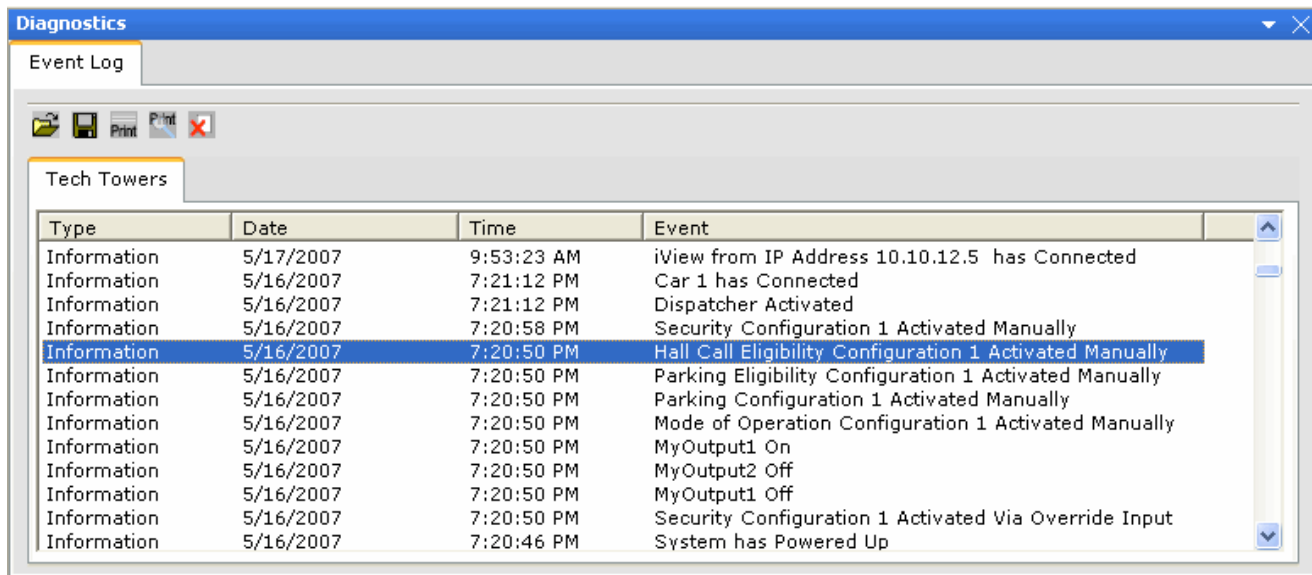 Diagnostics
Event Log
Print Print
Tech Towers
Type Date Time Event
Information 5/17/2007 9:53:23 AM iView from IP Address 10.10.12.5 has Connected
Information 5/16/2007 7:21:12 PM Car 1 has Connected
Information 5/16/2007 7:21:12 PM Dispatcher Activated
Information 5/16/2007 7:20:58 PM Security Configuration 1 Activated Manually
Information 5/16/2007 7:20:50 PM Hall Call Eligibility Configuration 1 Activated Manually
Information 5/16/2007 7:20:50 PM Parking Eligibility Configuration 1 Activated Manually
Information 5/16/2007 7:20:50 PM Parking Configuration 1 Activated Manually
Information 5/16/2007 7:20:50 PM Mode of Operation Configuration 1 Activated Manually
Information 5/16/2007 7:20:50 PM MyOutput1 On
Information 5/16/2007 7:20:50 PM MyOutput2 Off
Information 5/16/2007 7:20:50 PM MyOutput1 Off
Information 5/16/2007 7:20:50 PM Security Configuration 1 Activated Via Override Input
Information 5/16/2007 7:20:46 PM System has Powered Up